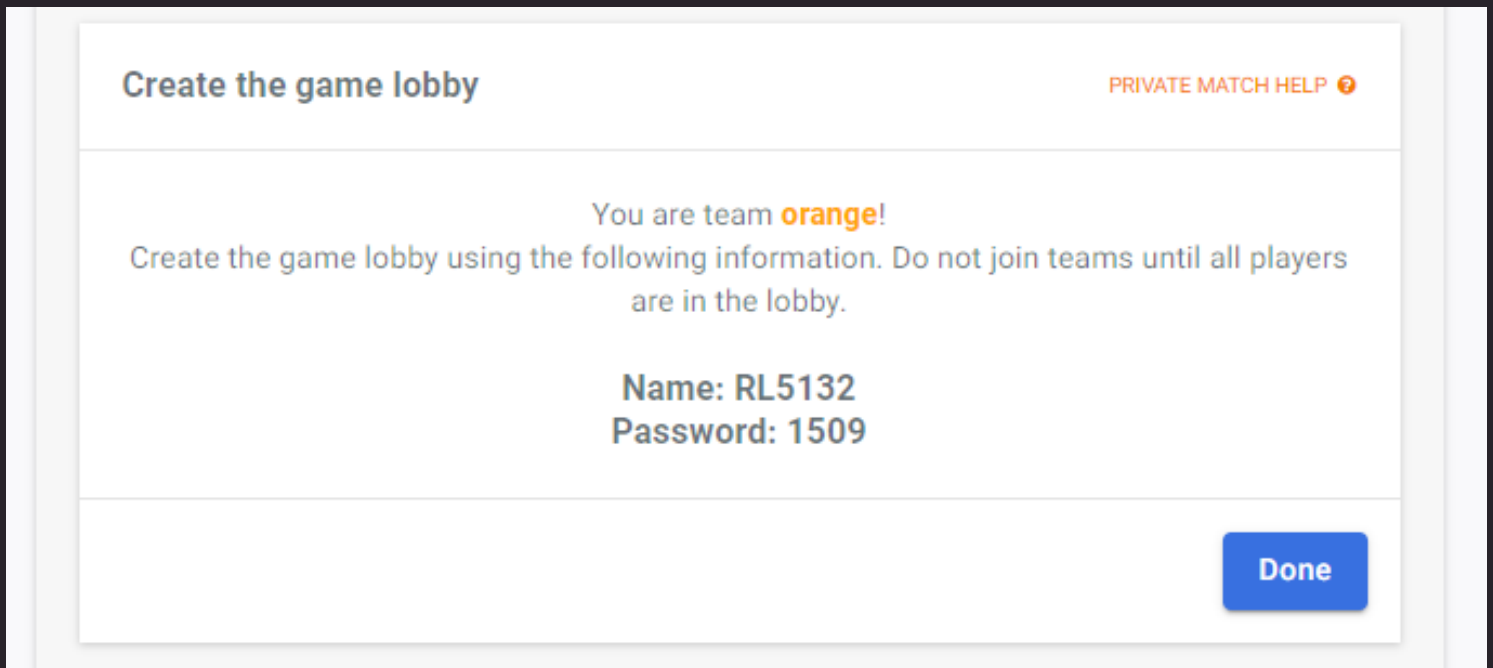 Create the game lobby
PRIVATE MATCH HELP
You are team orange!
Create the game lobby using the following information. Do not join teams until all players
are in the lobby.
Name: RL5132
Password: 1509
Done